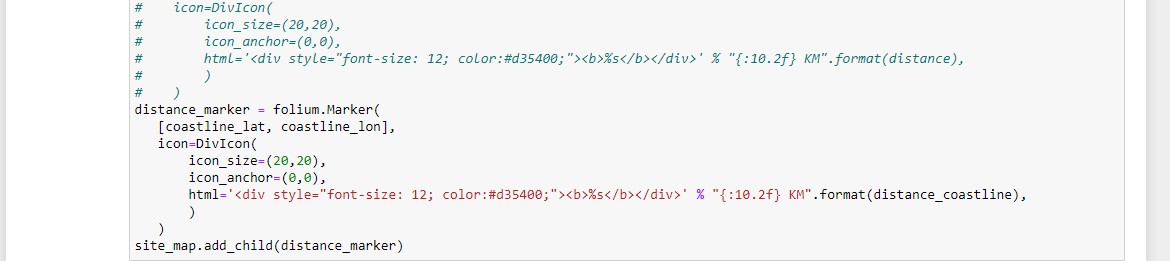 #    icon=DivIcon(
#        icon_size=(20,20),
#        icon_anchor=(0,0),
#        html='<div style="font-size: 12; color:#d35400;"><b>%s</b></div>' % "{:10.2f} KM".format(distance),
#        )
#    )
distance_marker = folium.Marker(
   [coastline_lat, coastline_lon],
   icon=DivIcon(
       icon_size=(20,20),
       icon_anchor=(0,0),
       html='<div style="font-size: 12; color:#d35400;"><b>%s</b></div>' % "{:10.2f} KM".format(distance_coastline),
       )
   )
site_map.add_child(distance_marker)